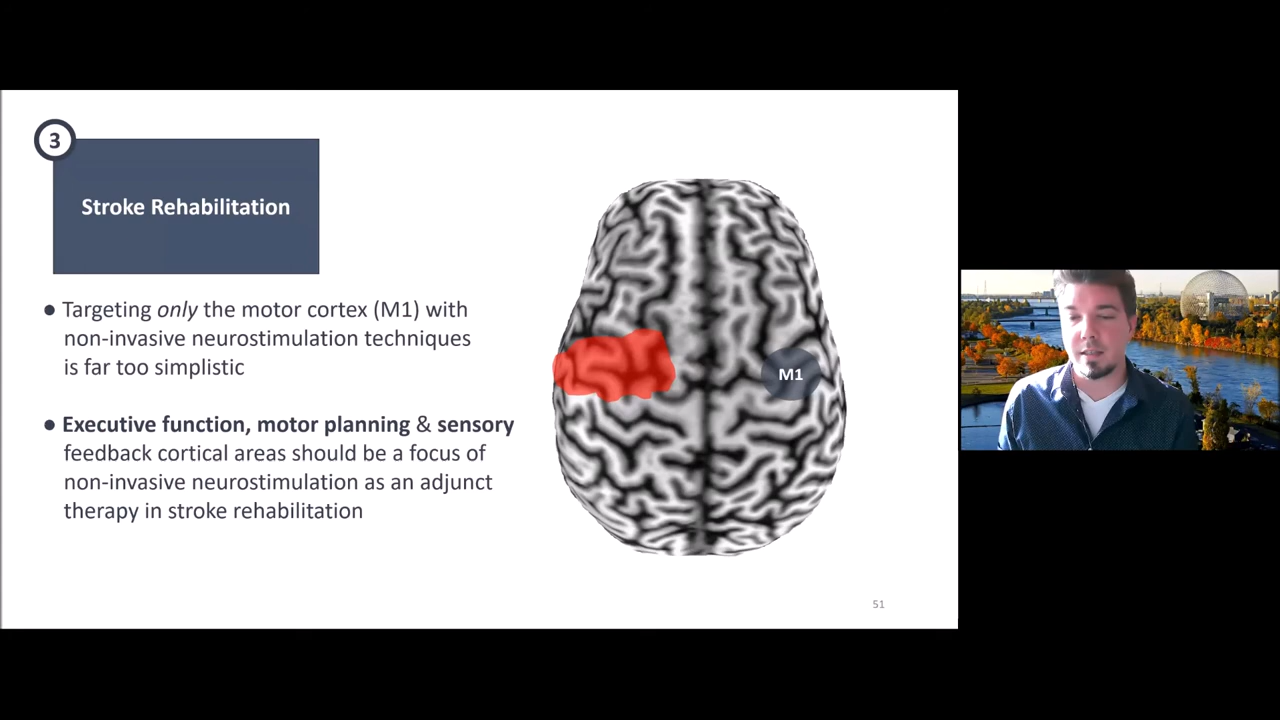 3
Stroke Rehabilitation
● Targeting only the motor cortex (M1) with
non-invasive neurostimulation techniques
is far too simplistic
● Executive function, motor planning & sensory
feedback cortical areas should be a focus of
non-invasive neurostimulation as an adjunct
therapy in stroke rehabilitation
M1
51